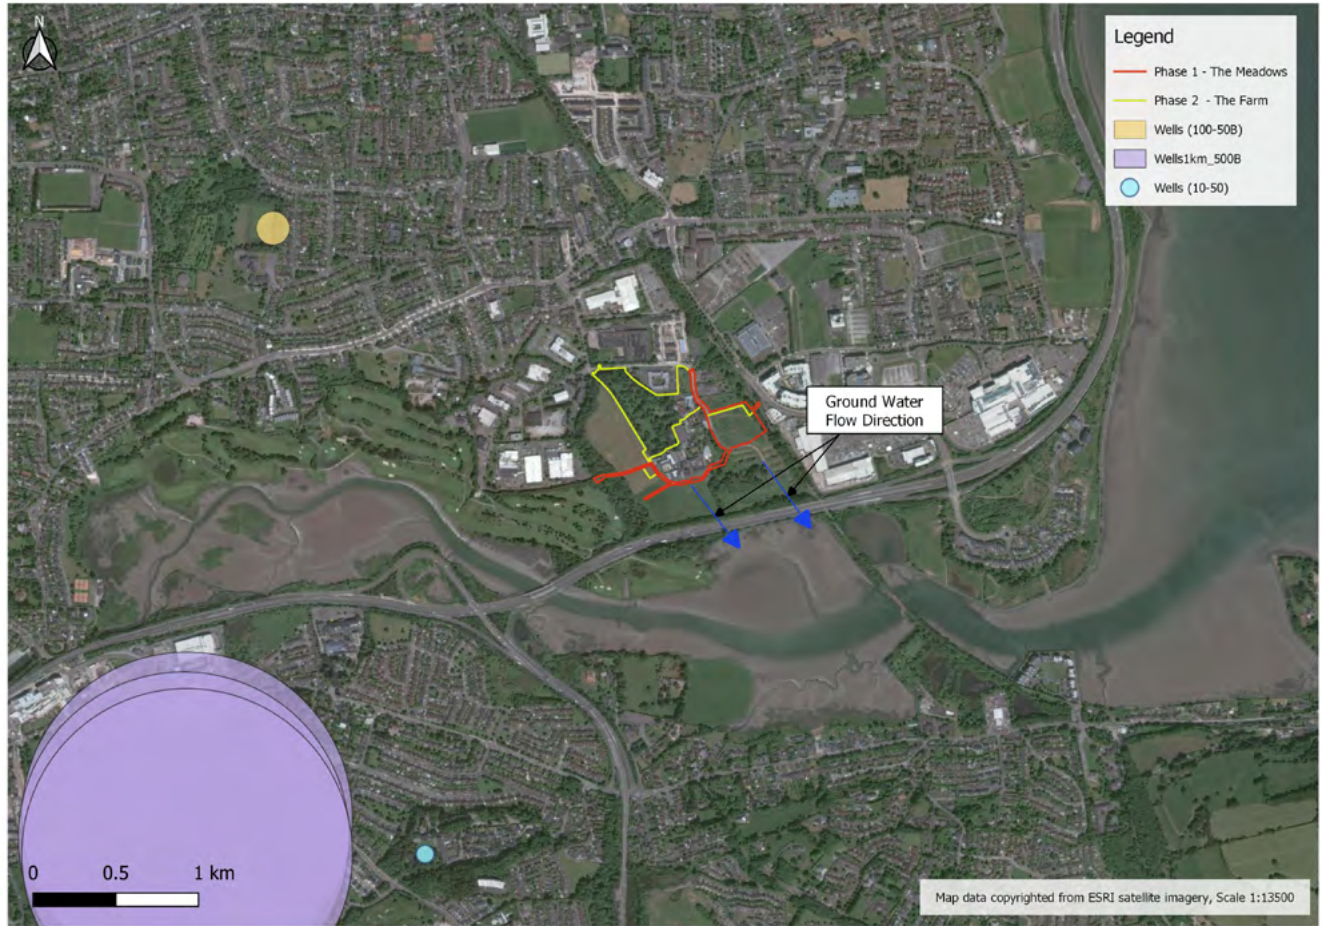 N
Legend
Phase 1 - The Meadows
Phase 2 - The Farm
Wells (100-50B)
Wells1km_500B
Wells (10-50)
Ground Water
Flow Direction
0 0.5 1 km
Map data copyrighted from ESRI satellite imagery, Scale 1:13500